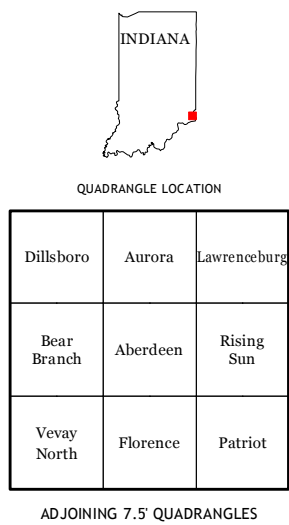 INDIANA
QUADRANGLE LOCATION
Dillsboro Aurora Lawrenceburg
Bear
Branch
Aberdeen
Rising
Sun
Vevay
North
Florence Patriot
ADJOINING 7.5' QUADRANGLES